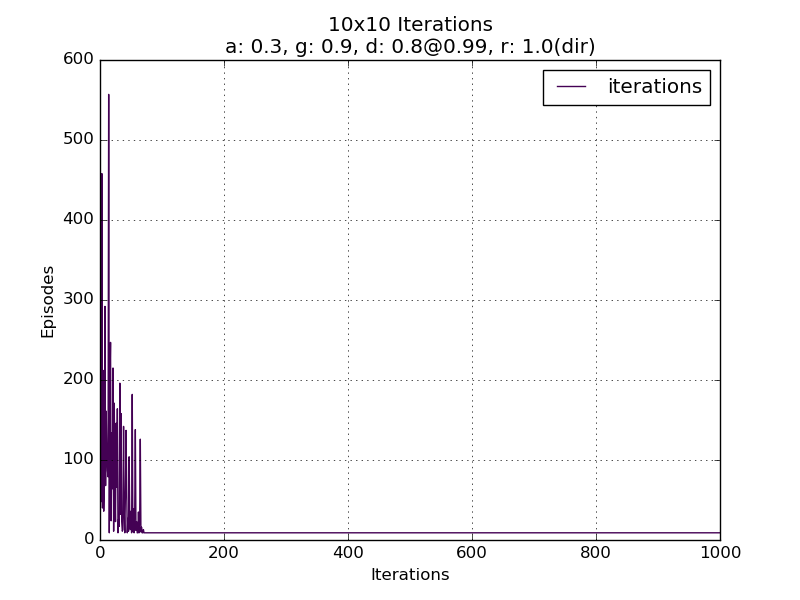 10x10 Iterations
a: 0.3, g: 0.9, d: 0.8@0.99, r: 1.0(dir)
600
500
400
300
200
100
0
Episodes
iterations
0 200 400 600 800 1000
Iterations